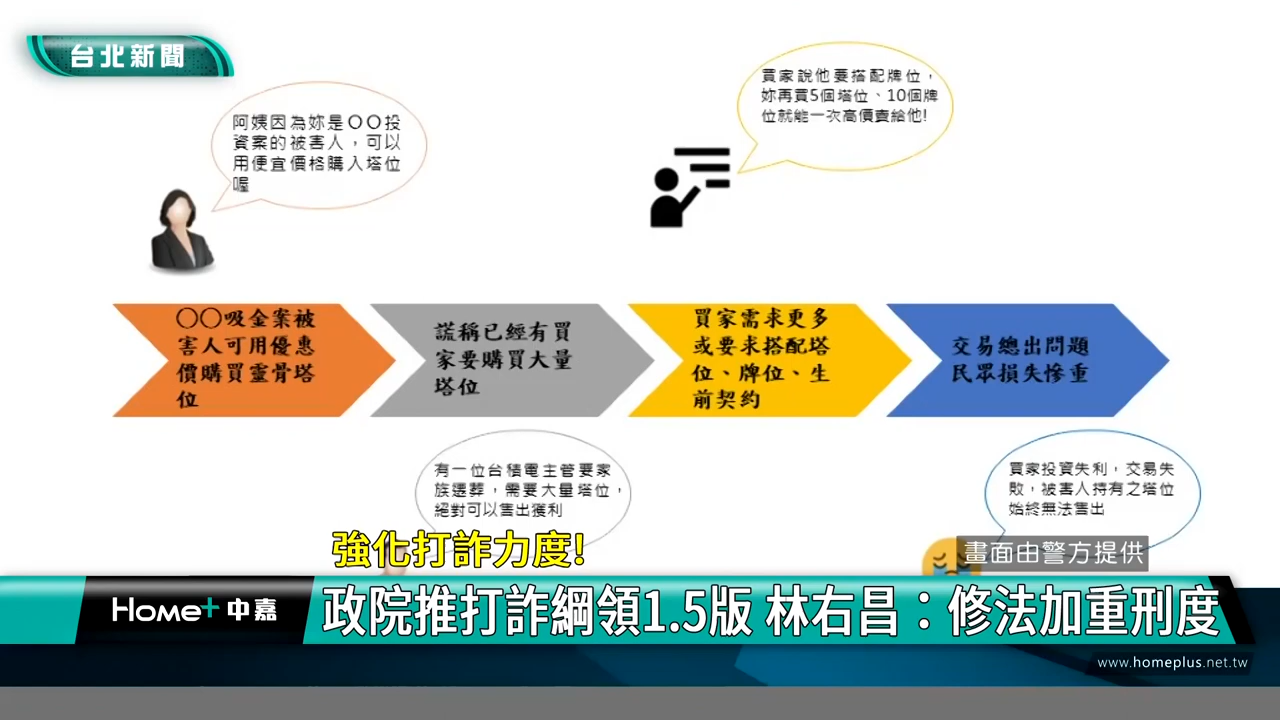 台北新聞
阿姨因為妳是〇〇投
資案的被害人，可以
用便宜價格購入塔位
喔
買家說他要搭配牌位，
妳再買5個塔位、10個牌
位就能一次高價賣給他!
〇〇吸金案被
害人可用優惠
價購買靈骨塔
位
謊稱已經有買
家要購買大量
塔位
買家需求更多
或要求搭配塔
位、牌位、生
前契約
交易總出問題
民眾損失慘重
有一位台積電主管要家
族遷葬，需要大量塔位，
絕對可以售出獲利
買家投資失利，交易失
敗，被害人持有之塔位
始終無法售出
強化打詐力度!
畫面由警方提供
Home+中嘉
政院推打詐綱領1.5版 林右昌：修法加重刑度
www.homeplus.net.tw